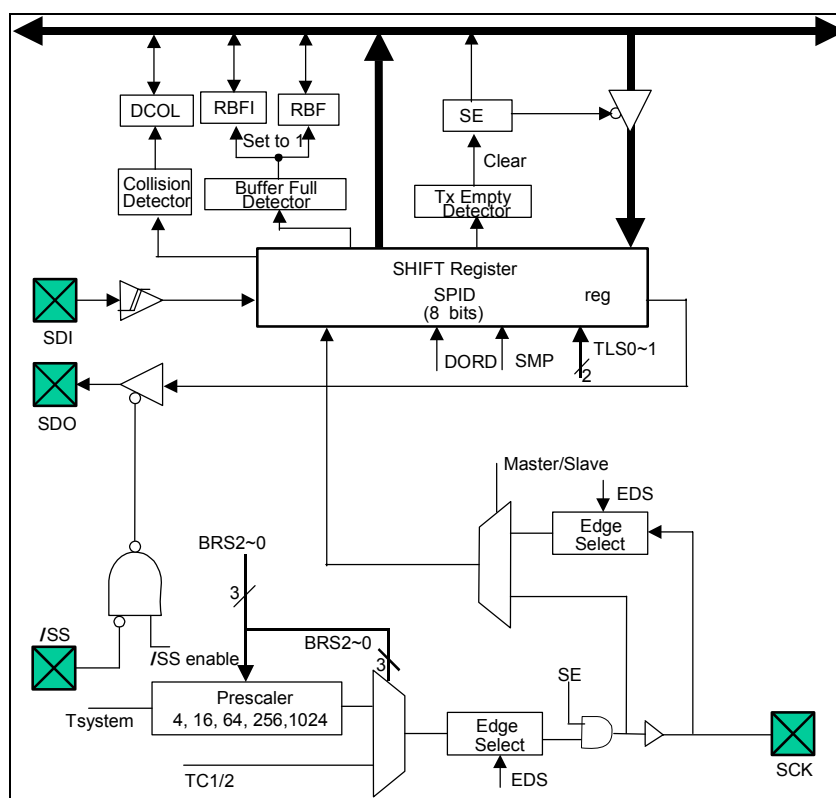 DCOL
RBFI
RBF
SE
Set to 1
Clear
Collision
Detector
Buffer Full
Detector
Tx Empty
Detector
SHIFT Register
SPID
reg
(8 bits)
SDI
DORD
SMP
TLS0~1
2
SDO
Master/Slave
EDS
Edge
Select
BRS2~0
3
/SS
/SS enable
BRS2~0
3
Prescaler
4, 16, 64, 256,1024
Tsystem
SE
Edge
Select
TC1/2
EDS
SCK